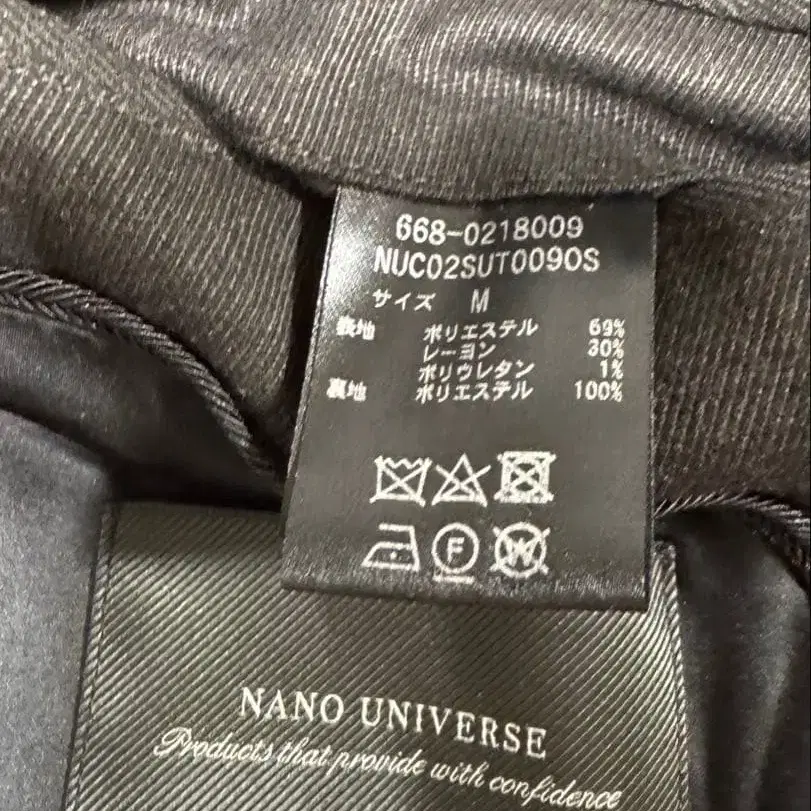 668-0218009
NUC02SUT0090S
サイズ M
表地 ポリエステル 69%
レーヨン 30%
ポリウレタン 1%
裏地 ポリエステル 100%
F W
NANO UNIVERSE
Products that provide with confidence